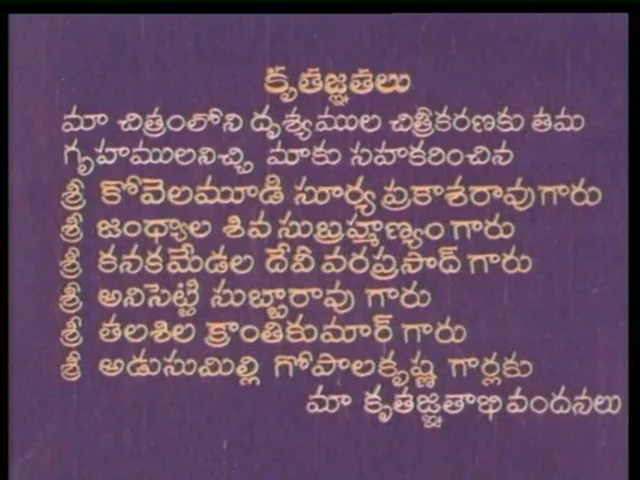 కృతజ్ఞతలు
మా చిత్రంలోని దృశ్యముల చిత్రీకరణకు తమ
గృహములనిచ్చి మాకు సహకరించిన
శ్రీ కోవెలమూడి సూర్య ప్రకాశరావు గారు
శ్రీ జంధ్యాల శివ సుబ్రహ్మణ్యం గారు
శ్రీ కనకమేడల దేవీ వరప్రసాద్ గారు
శ్రీ అనిసెట్టి సుబ్బారావు గారు
శ్రీ తలశిల క్రాంతికుమార్ గారు
శ్రీ అడుసుమిల్లి గోపాలకృష్ణ గార్లకు
మా కృతజ్ఞతాభివందనలు